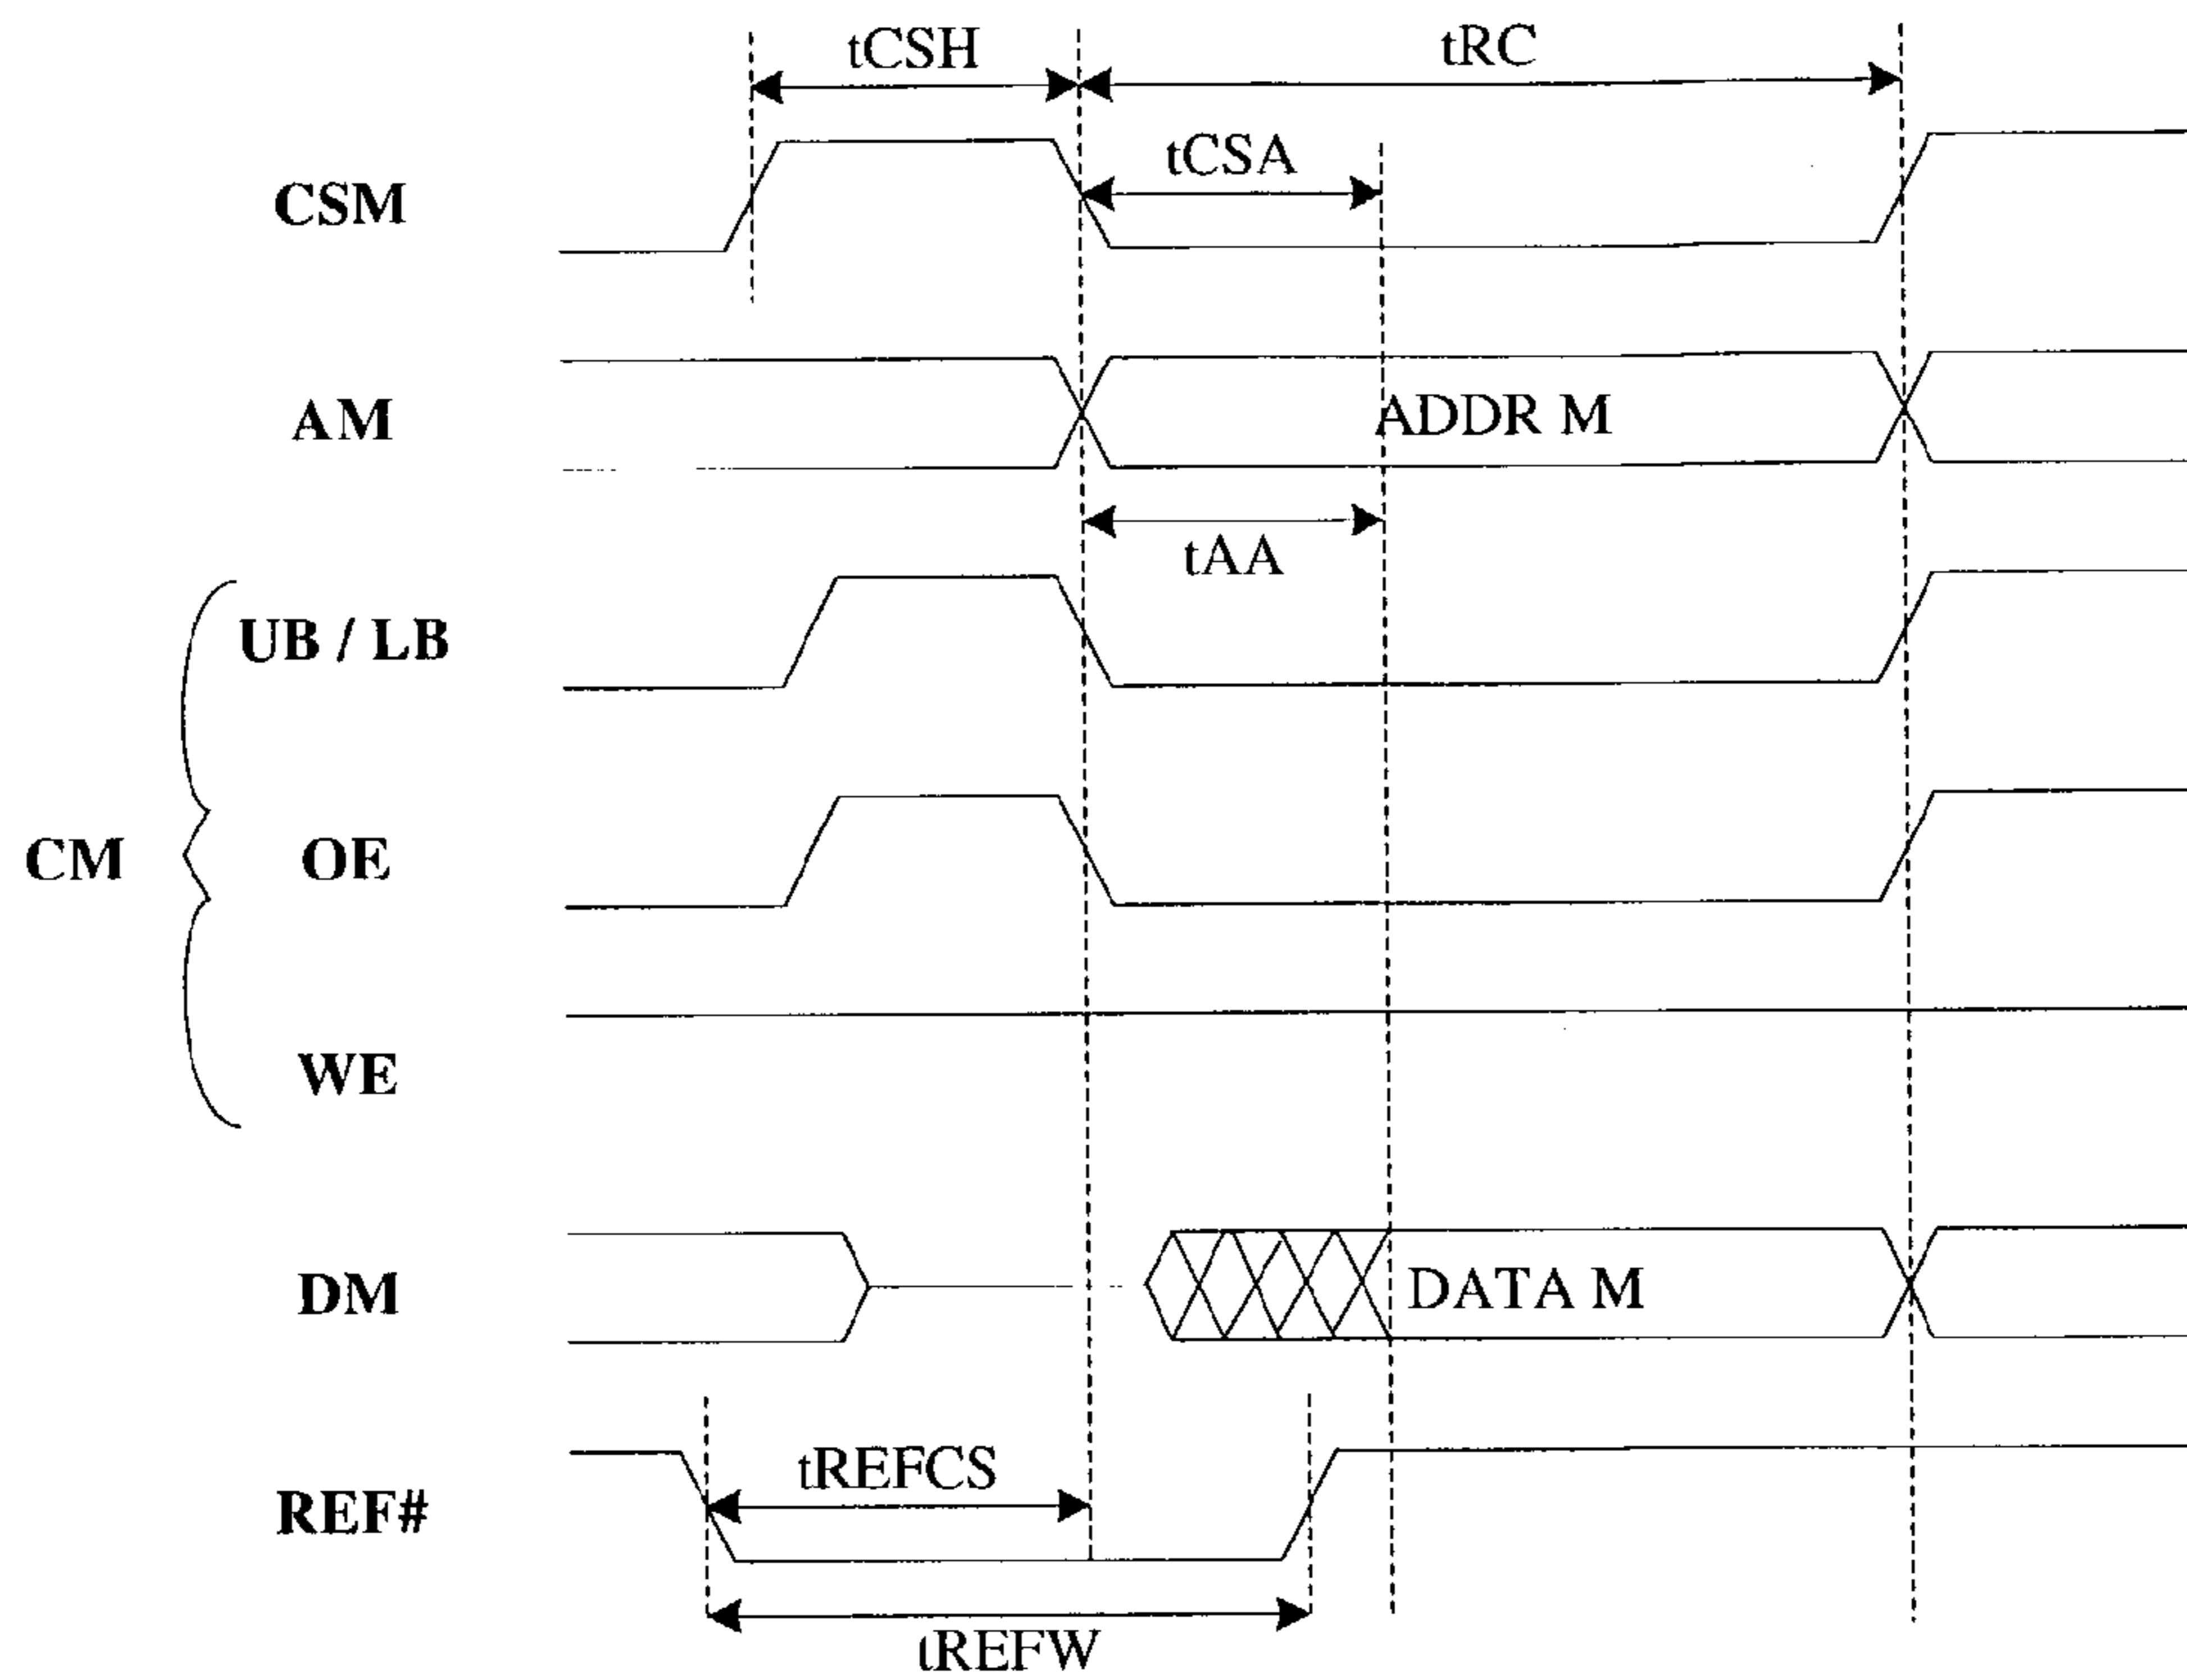 tCSH
tRC
tCSA
CSM
AM
ADDR M
tAA
UB / LB
CM
OE
WE
DM
DATA M
tREFCS
REF#
tREFW